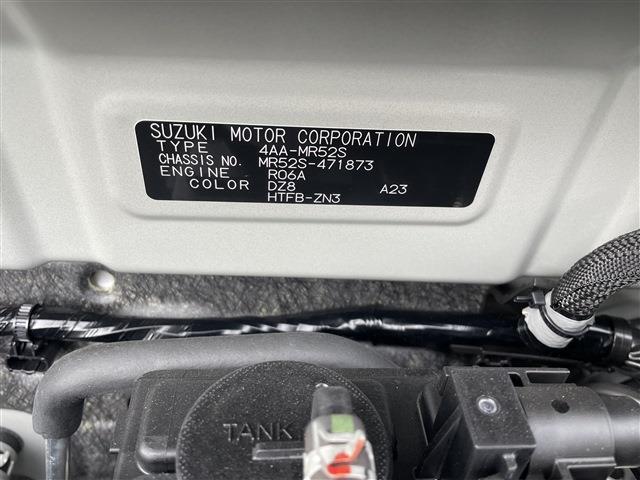 SUZUKI MOTOR CORPORATION
TYPE 4AA-MR52S
CHASSIS NO. MR52S-471873
ENGINE R06A
COLOR DZ8 A23
HTFB-ZN3
TANK